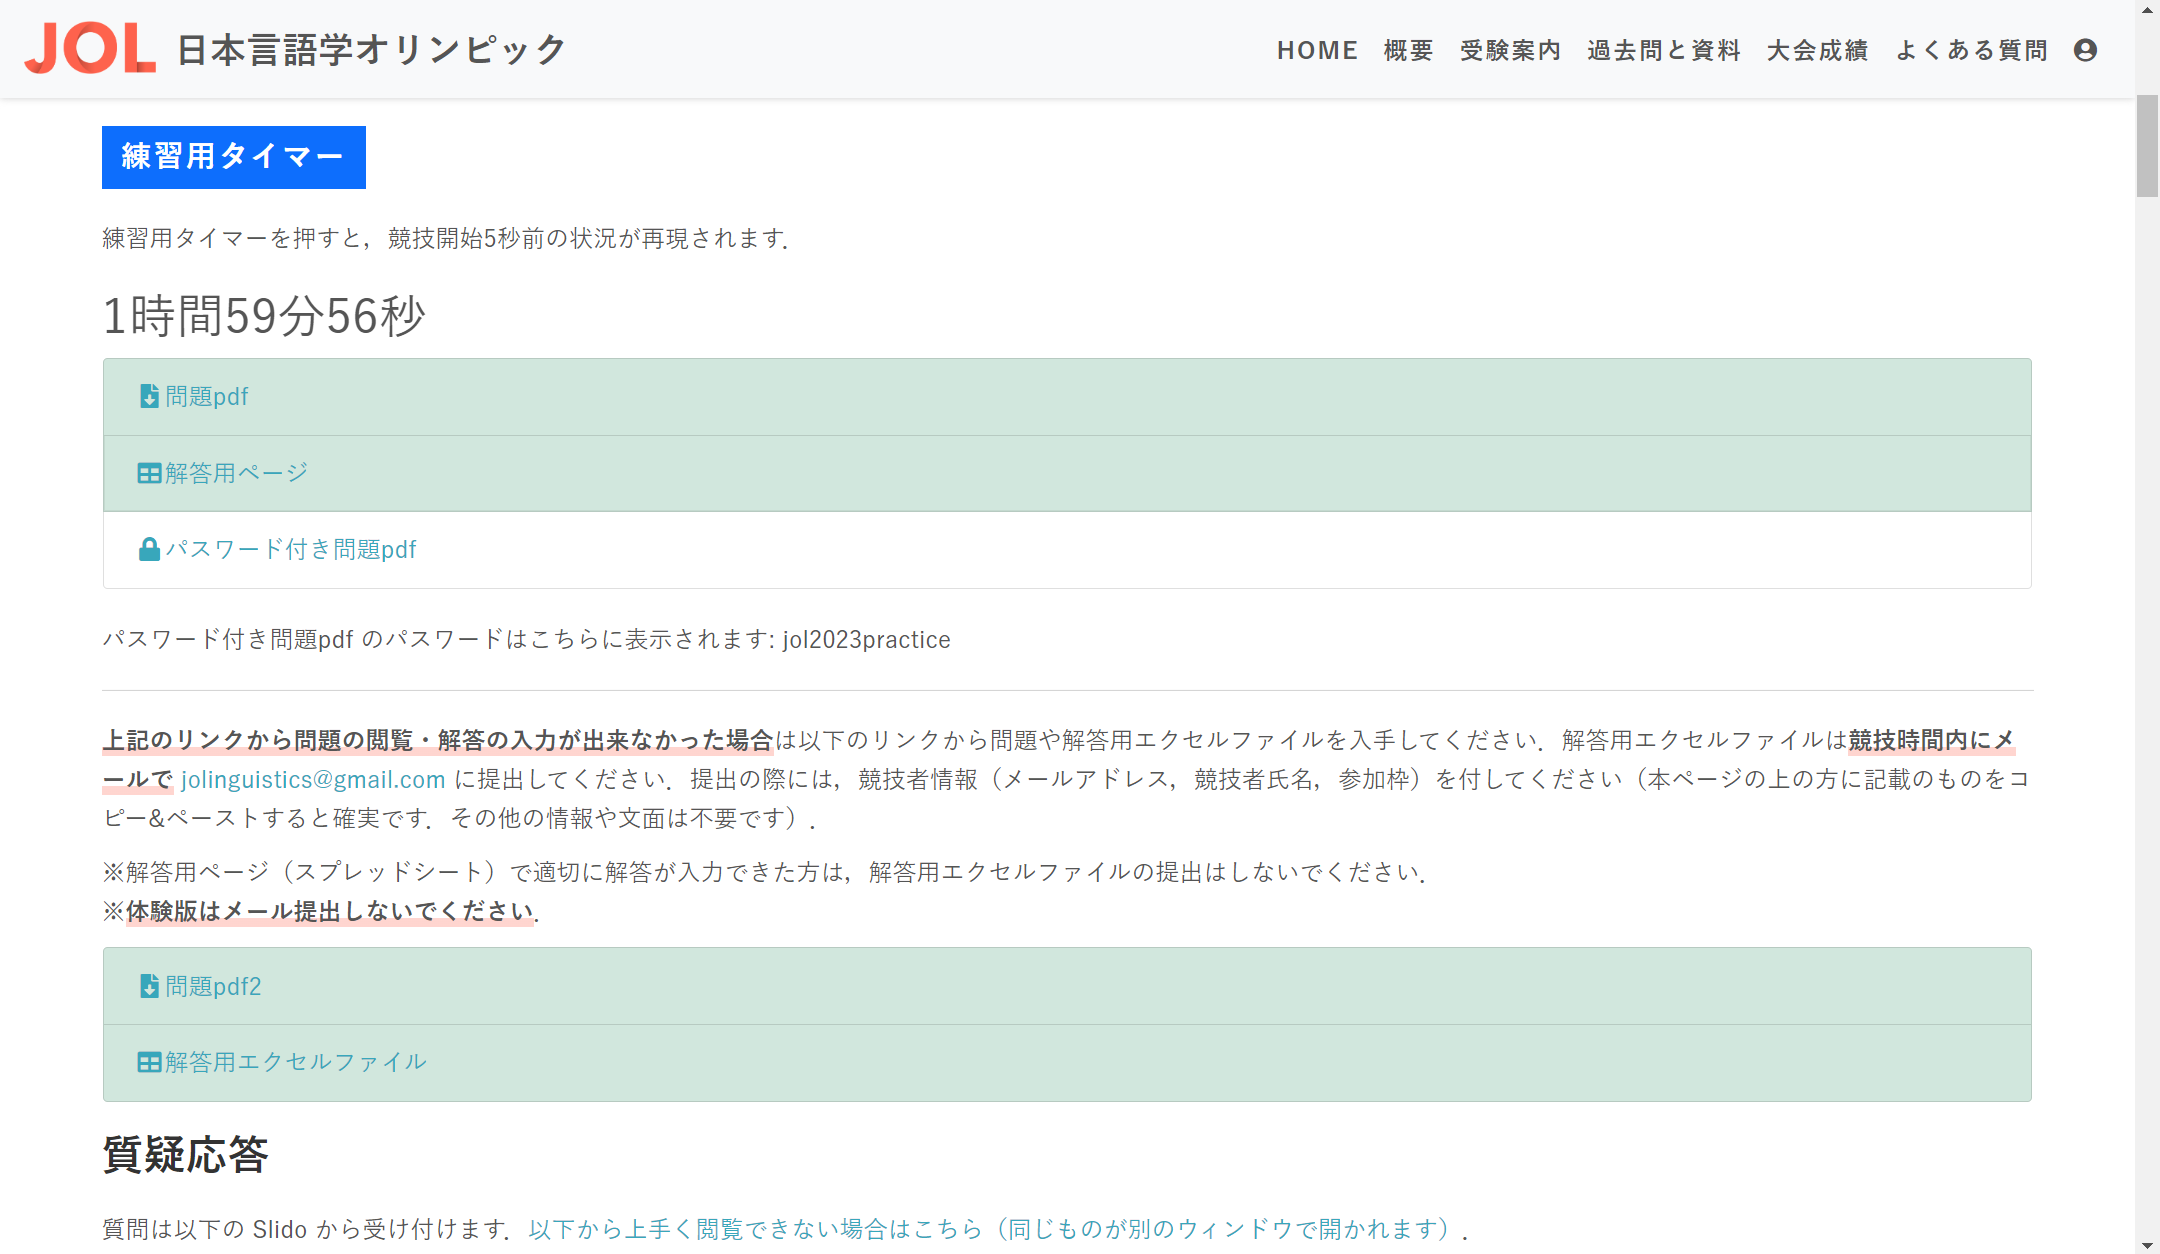 JOL 日本言語学オリンピック
HOME 概要 受験案内 過去問と資料 大会成績 よくある質問
練習用タイマー
練習用タイマーを押すと，競技開始5秒前の状況が再現されます．
1時間59分56秒
問題pdf
解答用ページ
パスワード付き問題pdf
パスワード付き問題pdf のパスワードはこちらに表示されます: jol2023practice
上記のリンクから問題の閲覧・解答の入力が出来なかった場合は以下のリンクから問題や解答用エクセルファイルを入手してください．解答用エクセルファイルは競技時間内にメ
ールで jolinguistics@gmail.com に提出してください．提出の際には，競技者情報（メールアドレス，競技者氏名，参加枠）を付してください（本ページの上の方に記載のものをコ
ピー&ペーストすると確実です．その他の情報や文面は不要です）．
※解答用ページ（スプレッドシート）で適切に解答が入力できた方は，解答用エクセルファイルの提出はしないでください．
※体験版はメール提出しないでください．
問題pdf2
解答用エクセルファイル
質疑応答
質問は以下の Slido から受け付けます．以下から上手く閲覧できない場合はこちら（同じものが別のウィンドウで開かれます）．